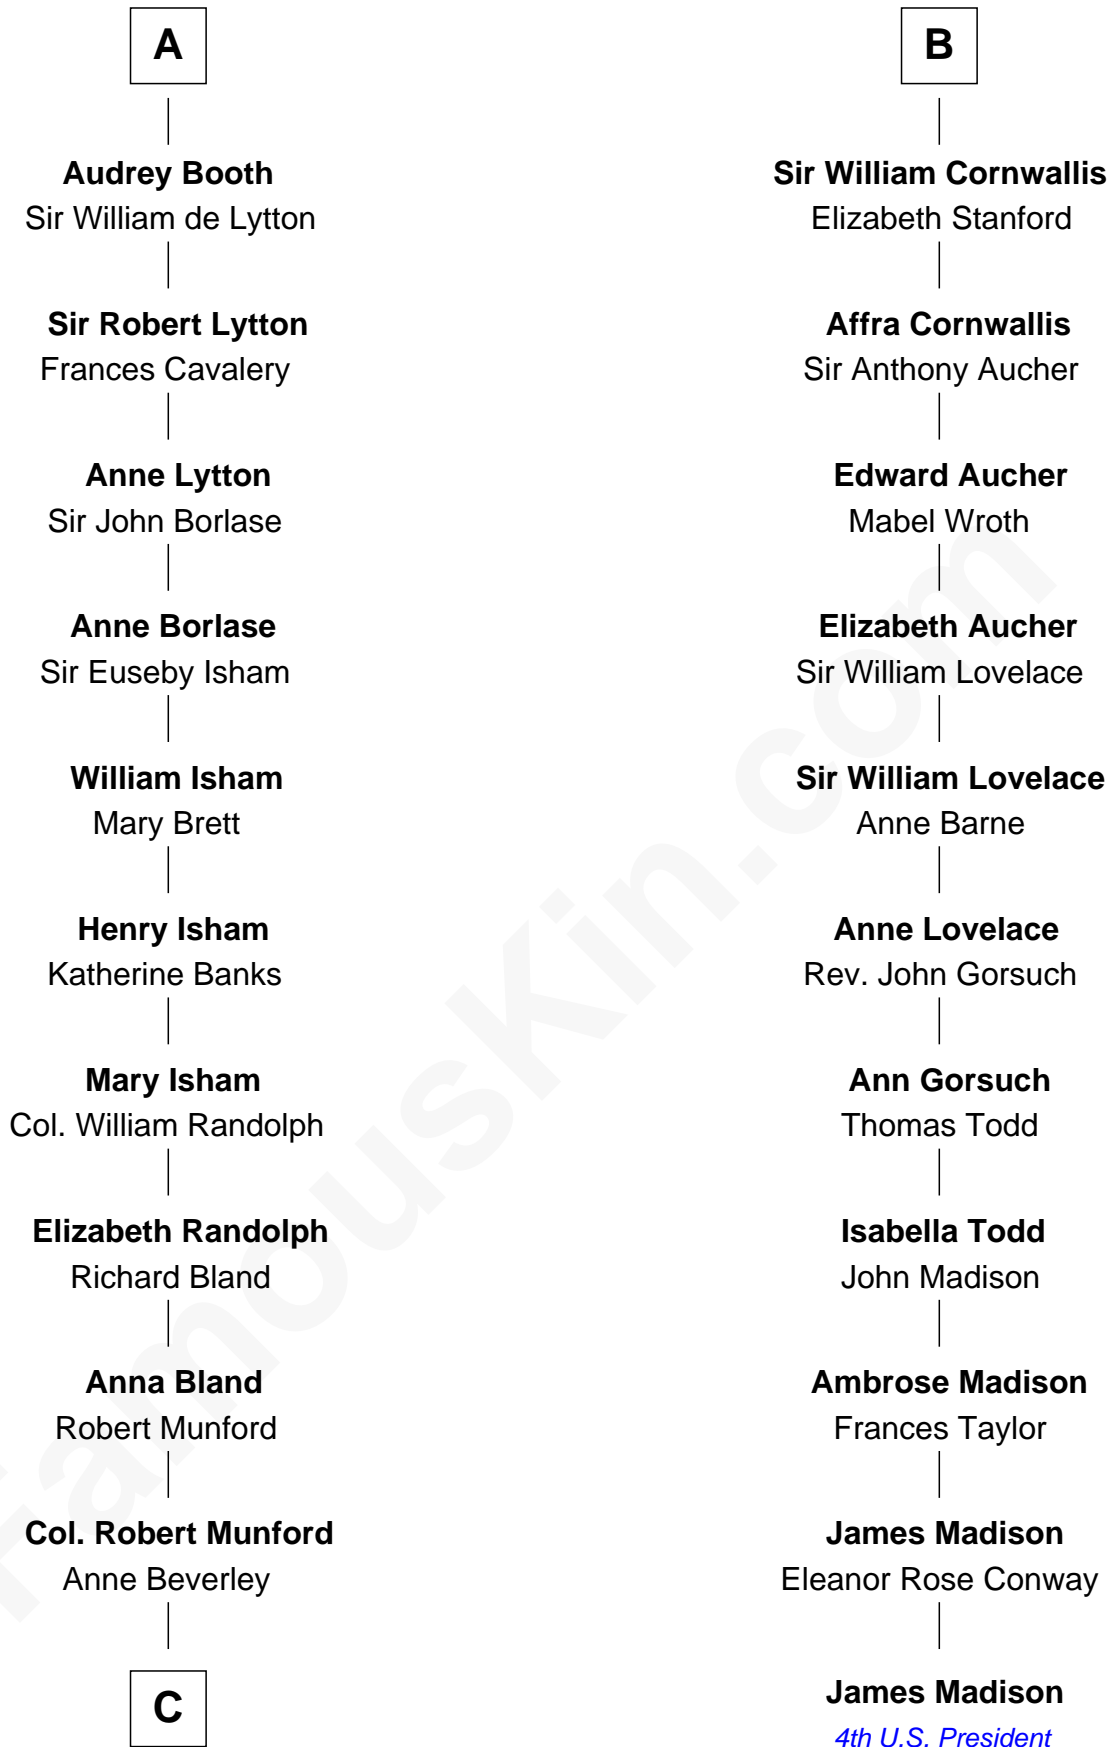 A
Audrey Booth
Sir William de Lytton
Sir Robert Lytton
Frances Cavalery
Anne Lytton
Sir John Borlase
Anne Borlase
Sir Euseby Isham
William Isham
Mary Brett
Henry Isham
Katherine Banks
Mary Isham
Col. William Randolph
Elizabeth Randolph
Richard Bland
Anna Bland
Robert Munford
Col. Robert Munford
Anne Beverley
C
B
Sir William Cornwallis
Elizabeth Stanford
Affra Cornwallis
Sir Anthony Aucher
Edward Aucher
Mabel Wroth
Elizabeth Aucher
Sir William Lovelace
Sir William Lovelace
Anne Barne
Anne Lovelace
Rev. John Gorsuch
Ann Gorsuch
Thomas Todd
Isabella Todd
John Madison
Ambrose Madison
Frances Taylor
James Madison
Eleanor Rose Conway
James Madison
4th U.S. President
FamousKin.com